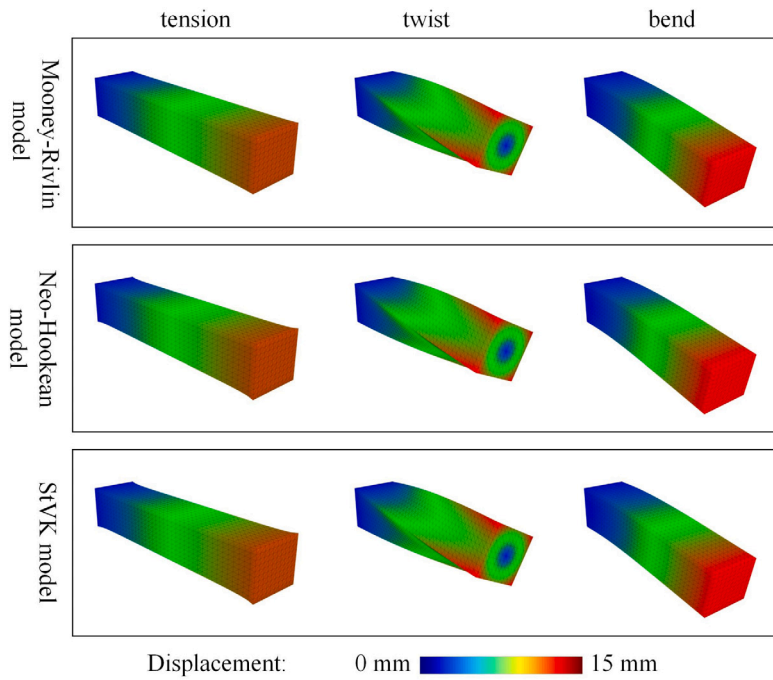 tension twist bend
Mooney-Rivlin
model
Neo-Hookean
model
StVK model
Displacement: 0 mm 15 mm